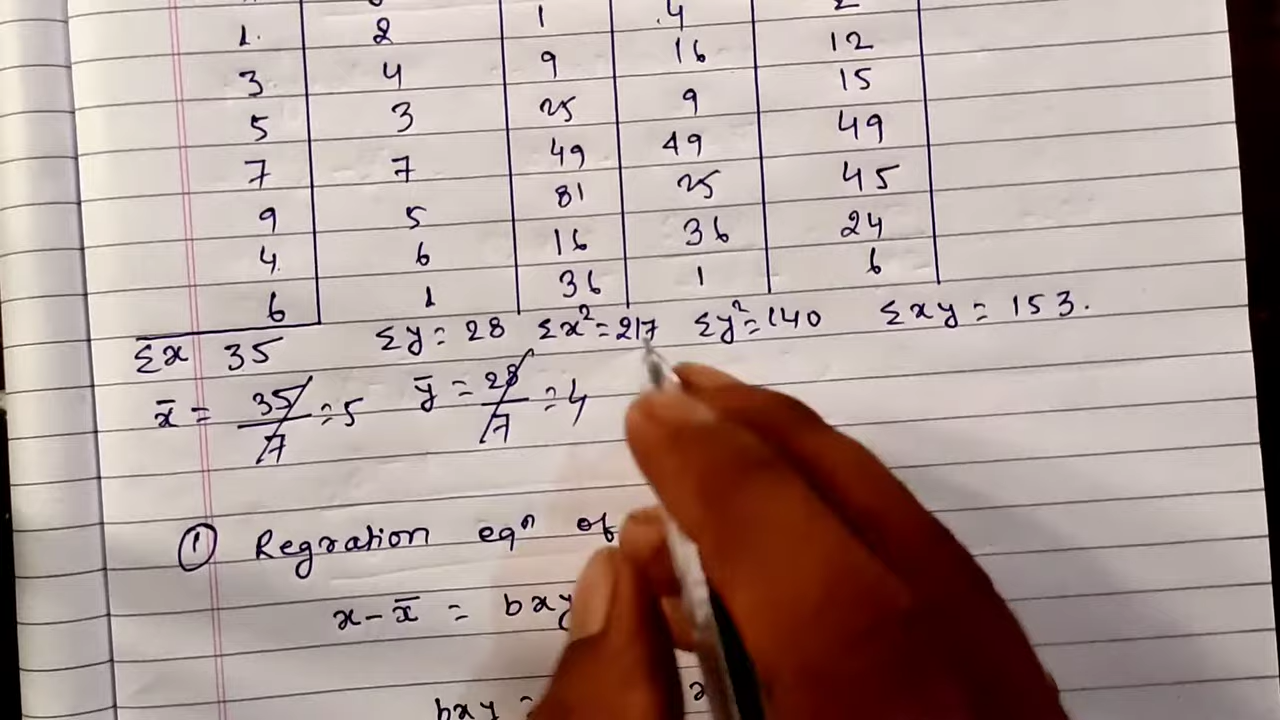 1. 2 1 .4 2
3 4 9 16 12
5 3 25 9 15
7 7 49 49 49
9 5 81 25 45
4. 6 16 36 24
6 1 36 1 6
Σx 35 Σy = 28 Σx² = 217 Σy² = 140 Σxy = 153.
x̄ = 35/7 = 5 ȳ = 28/7 = 4
① Regration eqⁿ of
x - x̄ = bxy
bxy =